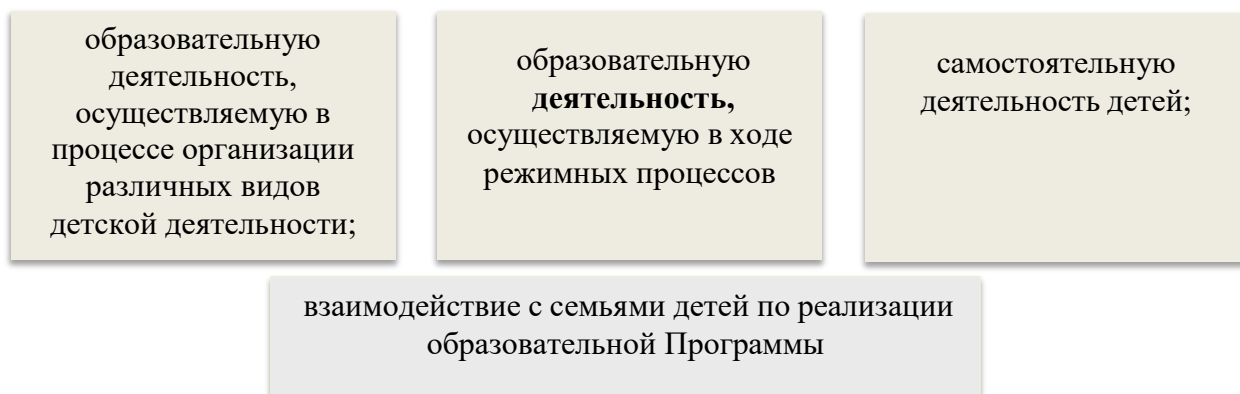 образовательную
деятельность,
осуществляемую в
процессе организации
различных видов
детской деятельности;
образовательную
деятельность,
осуществляемую в ходе
режимных процессов
самостоятельную
деятельность детей;
взаимодействие с семьями детей по реализации
образовательной Программы